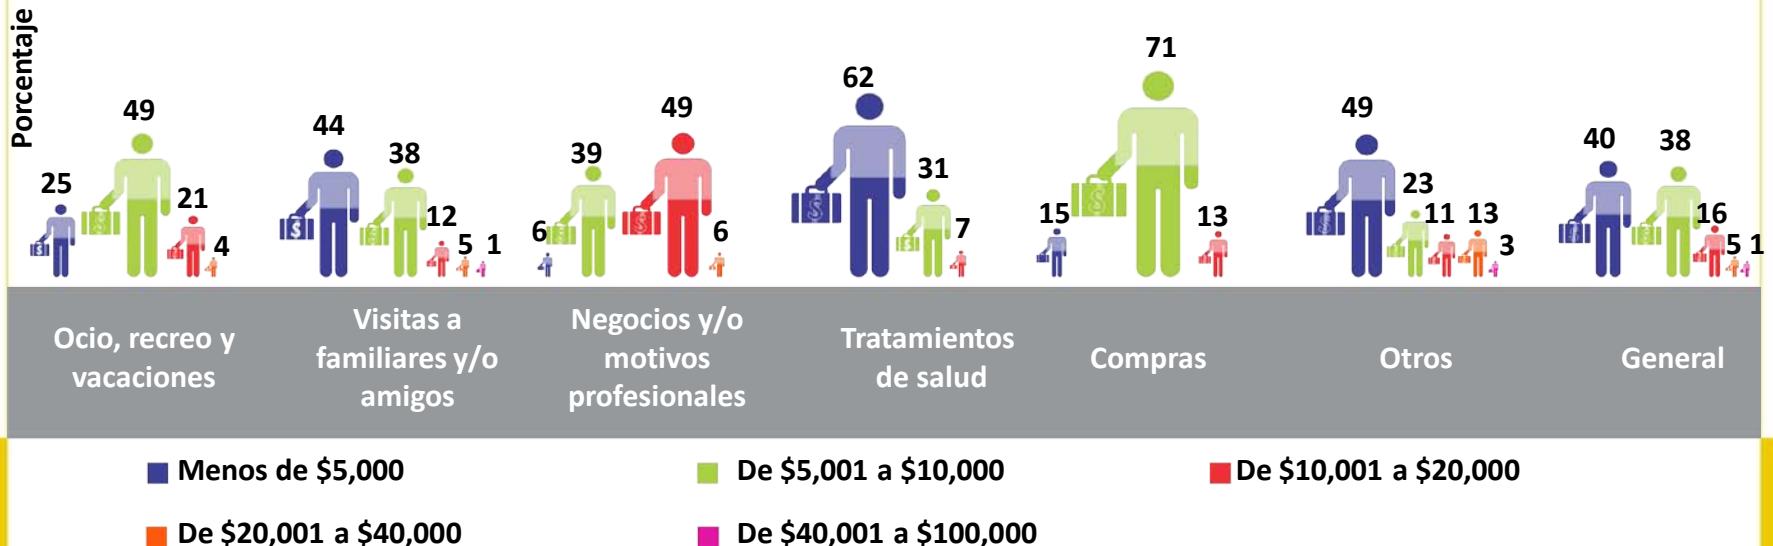 Porcentaje
25
49
21
4
44
38
12
5
1
6
39
49
6
62
31
7
15
71
13
49
23
11
13
3
40
38
16
5
1
Ocio, recreo y
vacaciones
Visitas a
familiares y/o
amigos
Negocios y/o
motivos
profesionales
Tratamientos
de salud
Compras
Otros
General
Menos de $5,000
De $5,001 a $10,000
De $10,001 a $20,000
De $20,001 a $40,000
De $40,001 a $100,000